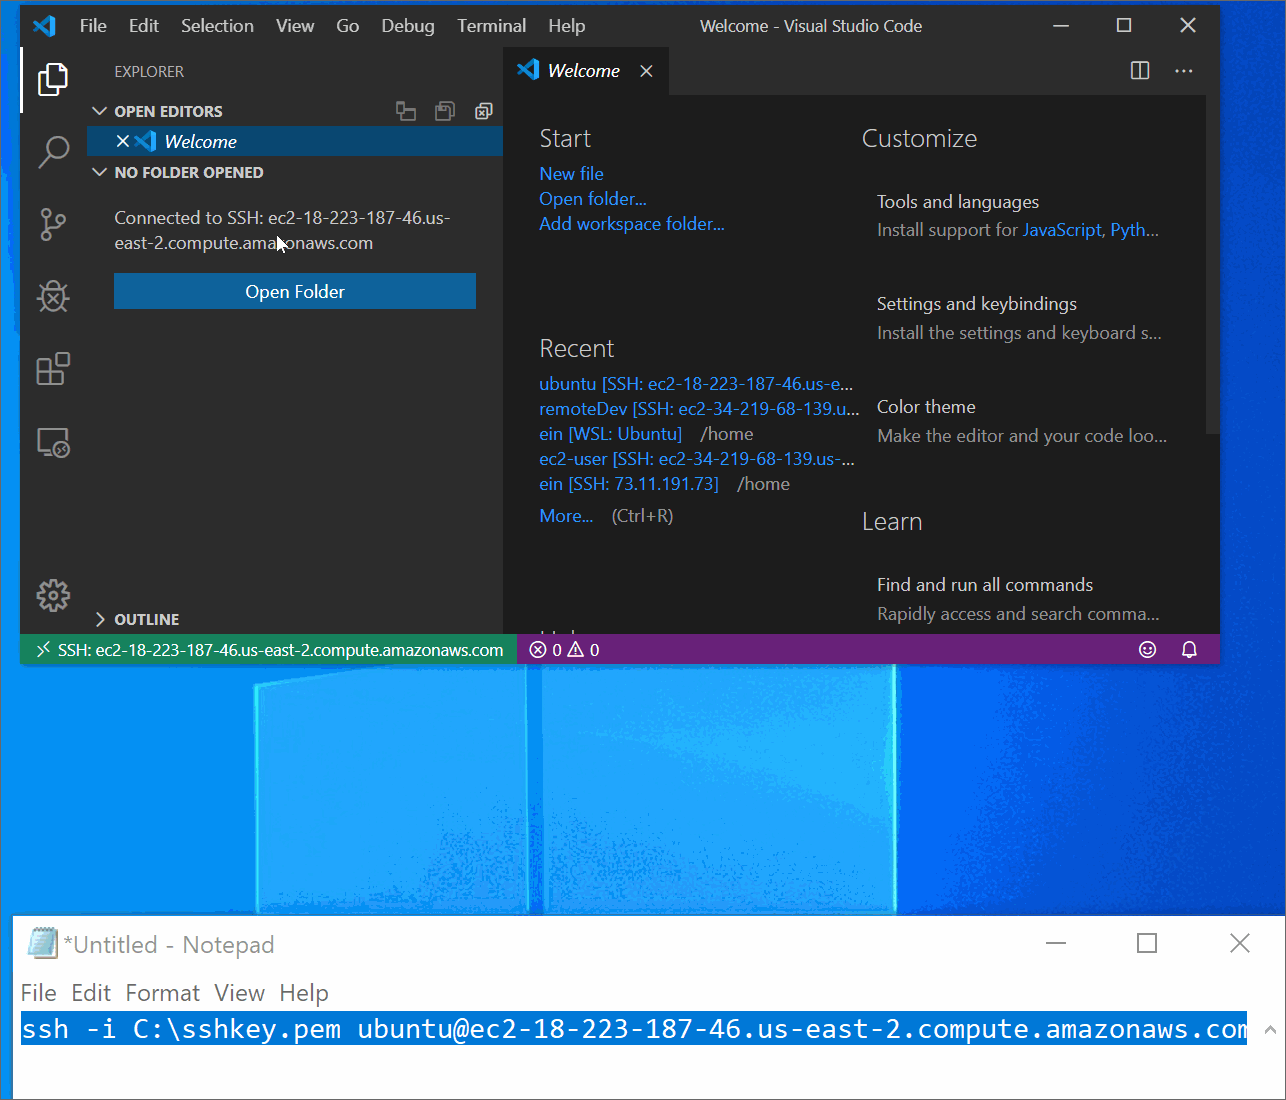 File Edit Selection View Go Debug Terminal Help Welcome - Visual Studio Code
EXPLORER
OPEN EDITORS
Welcome
NO FOLDER OPENED
Connected to SSH: ec2-18-223-187-46.us-
east-2.compute.amazonaws.com
Open Folder
OUTLINE
Welcome
Start
New file
Open folder...
Add workspace folder...
Recent
ubuntu [SSH: ec2-18-223-187-46.us-e...
remoteDev [SSH: ec2-34-219-68-139.u...
ein [WSL: Ubuntu] /home
ec2-user [SSH: ec2-34-219-68-139.us-...
ein [SSH: 73.11.191.73] /home
More... (Ctrl+R)
Customize
Tools and languages
Install support for JavaScript, Pyth...
Settings and keybindings
Install the settings and keyboard s...
Color theme
Make the editor and your code loo...
Learn
Find and run all commands
Rapidly access and search comma...
SSH: ec2-18-223-187-46.us-east-2.compute.amazonaws.com 0 0
*Untitled - Notepad
File Edit Format View Help
ssh -i C:\sshkey.pem ubuntu@ec2-18-223-187-46.us-east-2.compute.amazonaws.com